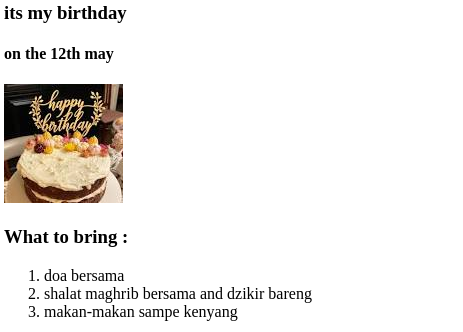 its my birthday
on the 12th may
happy
birthday
What to bring :
1. doa bersama
2. shalat maghrib bersama and dzikir bareng
3. makan-makan sampe kenyang